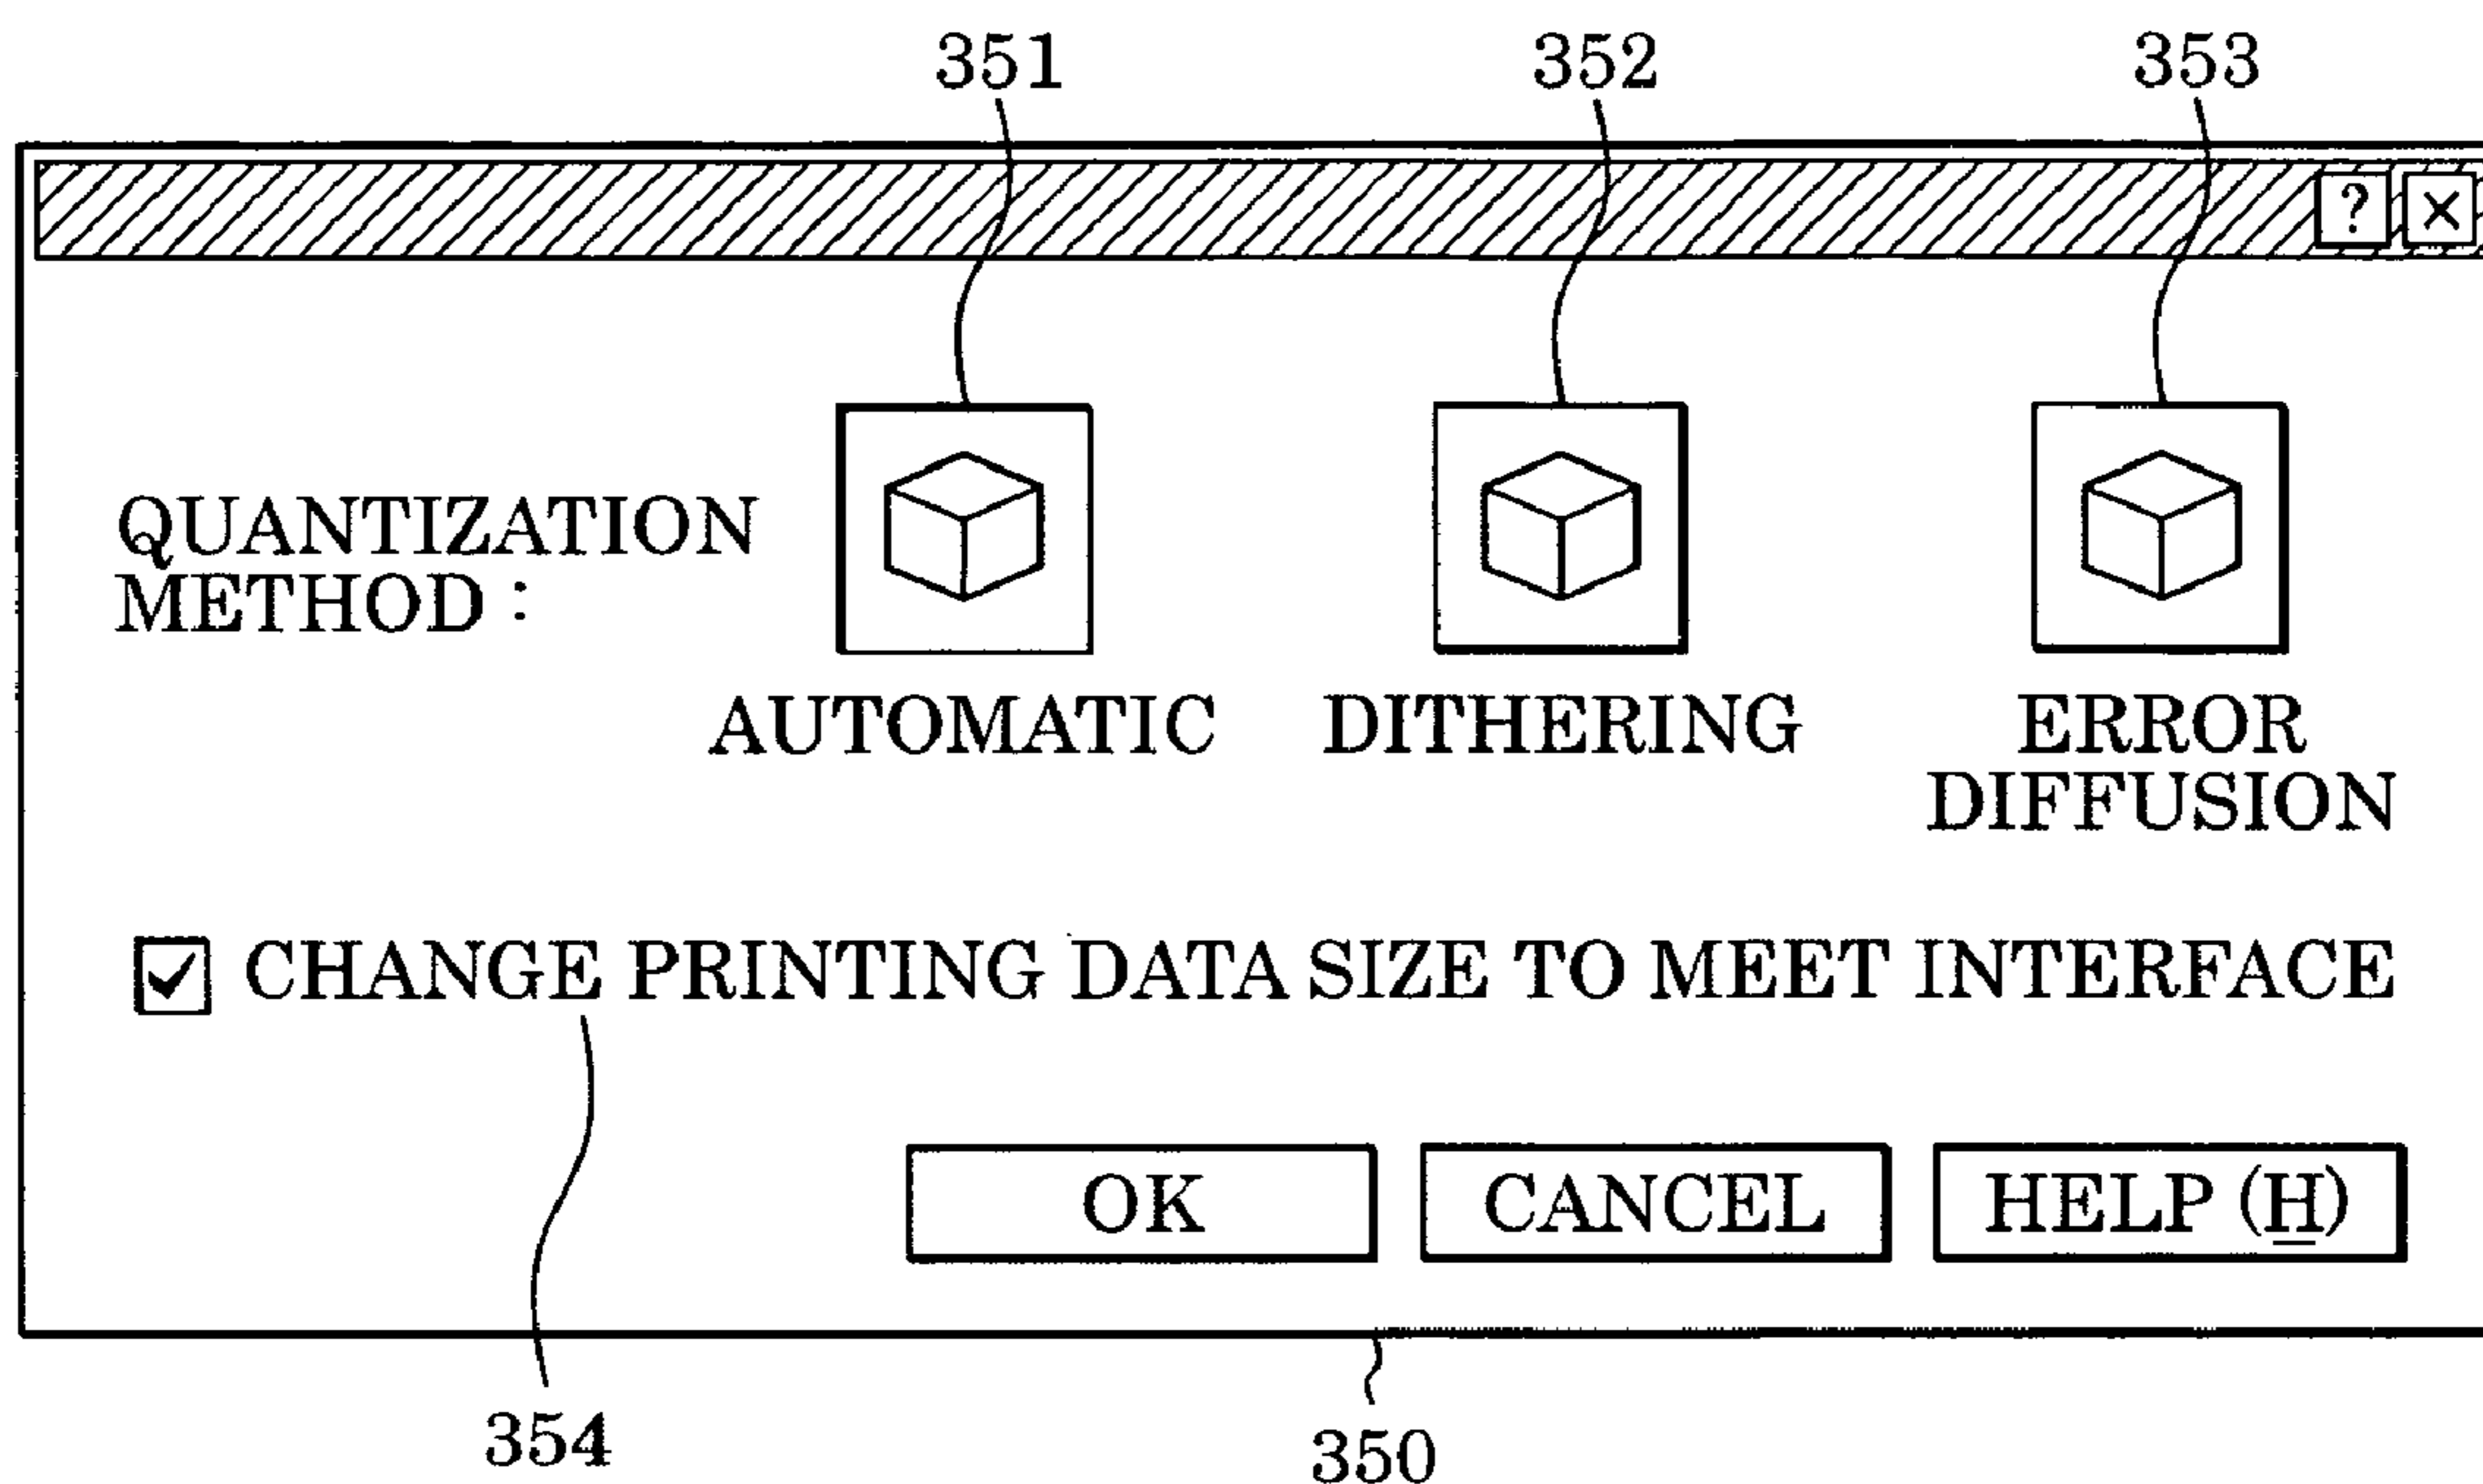 351 352 353
? ×
QUANTIZATION
METHOD :
AUTOMATIC DITHERING ERROR
DIFFUSION
CHANGE PRINTING DATA SIZE TO MEET INTERFACE
OK CANCEL HELP (H)
354 350